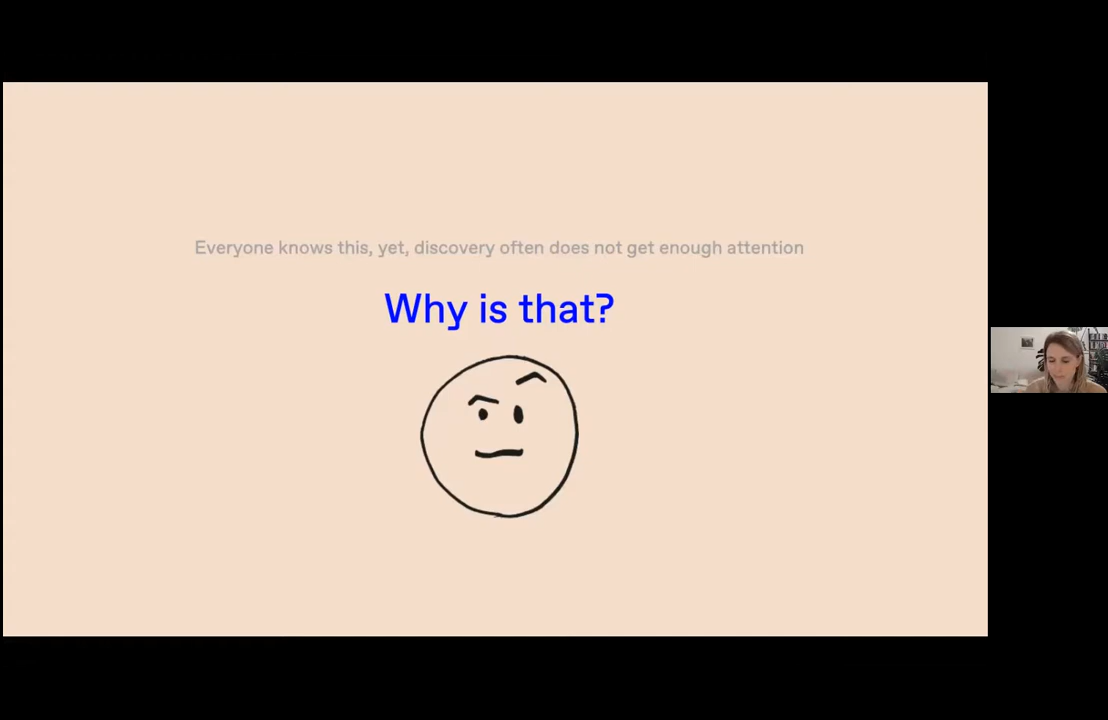 Everyone knows this, yet, discovery often does not get enough attention
Why is that?